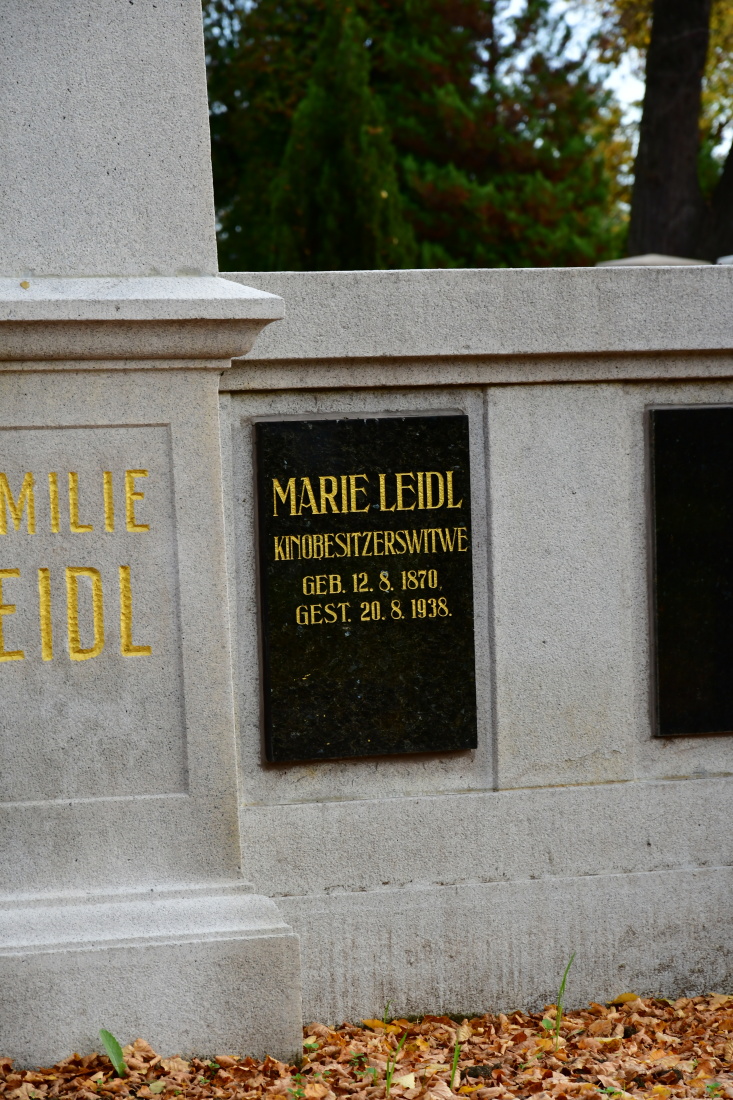 MILIE
EIDL
MARIE LEIDL
KINOBESITZERSWITWE
GEB. 12. 8. 1870,
GEST. 20. 8. 1938.